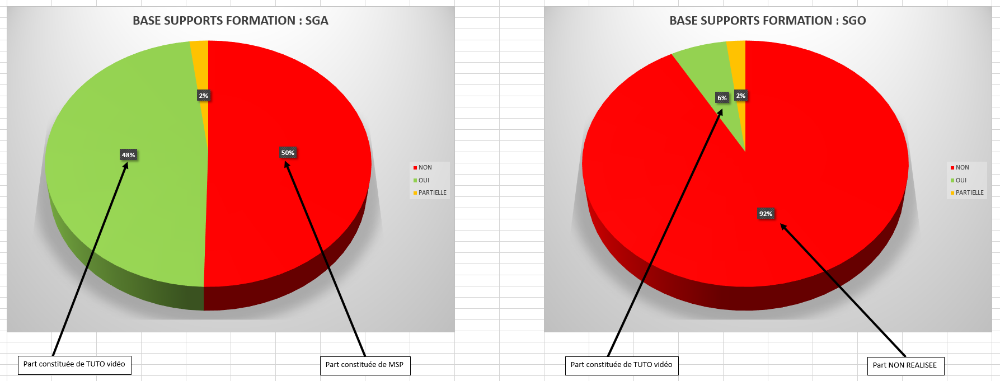 BASE SUPPORTS FORMATION : SGA
2%
48%
50%
NON
OUI
PARTIELLE
Part constituée de TUTO vidéo
Part constituée de MSP
BASE SUPPORTS FORMATION : SGO
6%
2%
92%
NON
OUI
PARTIELLE
Part constituée de TUTO vidéo
Part NON REALISEE